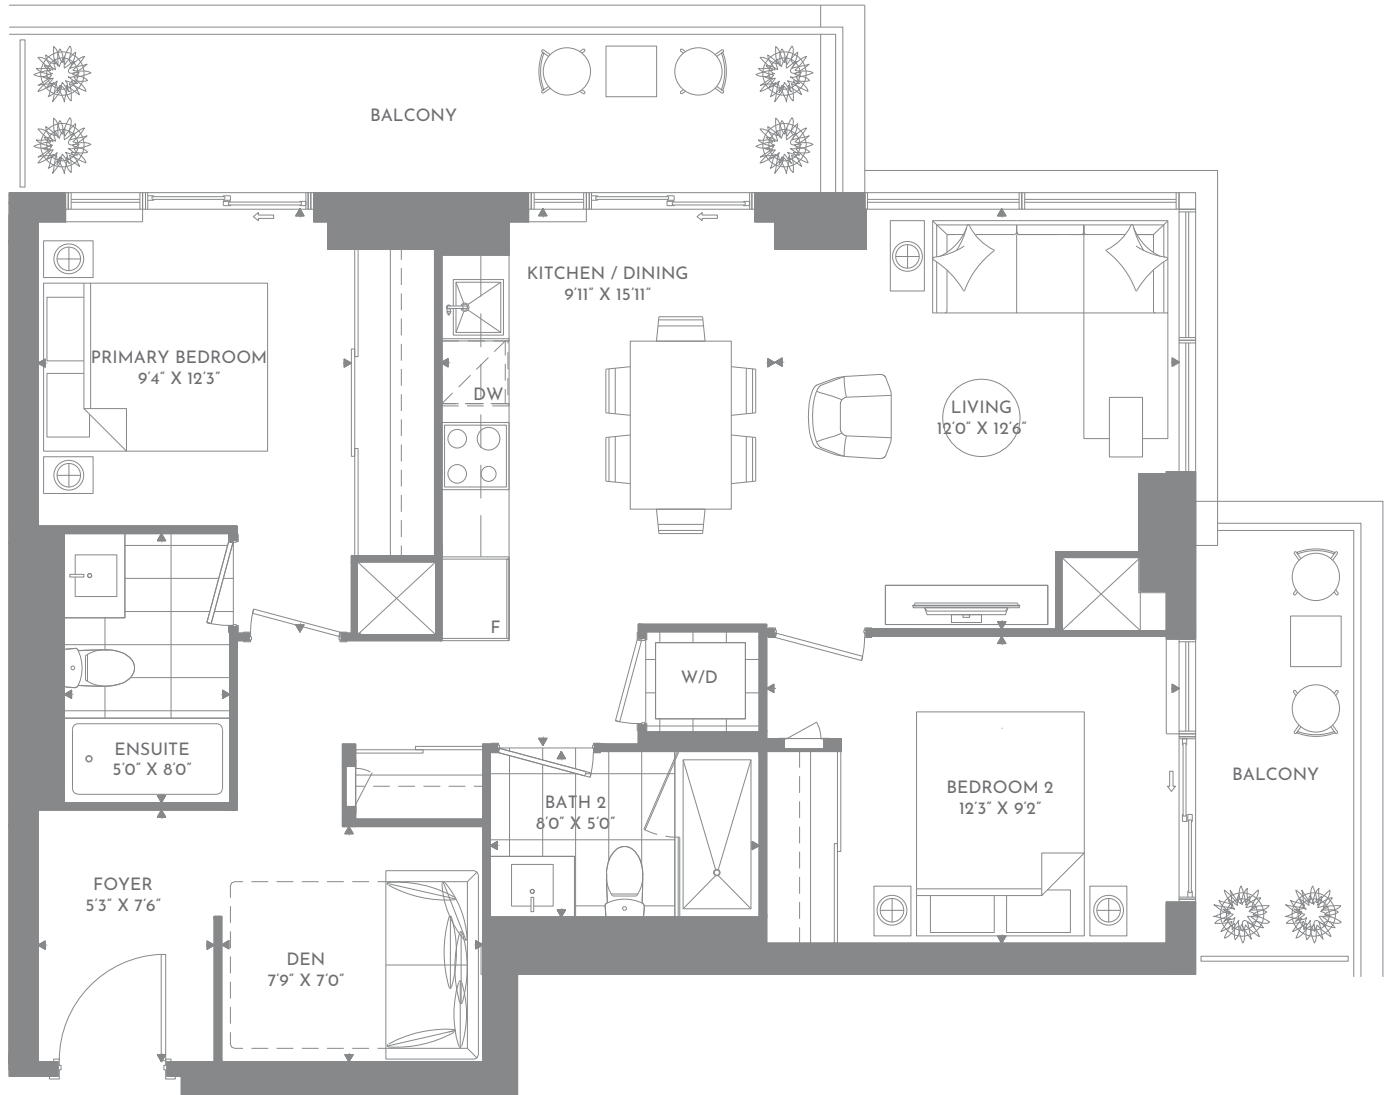 BALCONY
KITCHEN / DINING
9'11" X 15'11"
PRIMARY BEDROOM
9'4" X 12'3"
DW
LIVING
12'0" X 12'6"
F
W/D
ENSUITE
5'0" X 8'0"
BATH 2
8'0" X 5'0"
BEDROOM 2
12'3" X 9'2"
BALCONY
FOYER
5'3" X 7'6"
DEN
7'9" X 7'0"